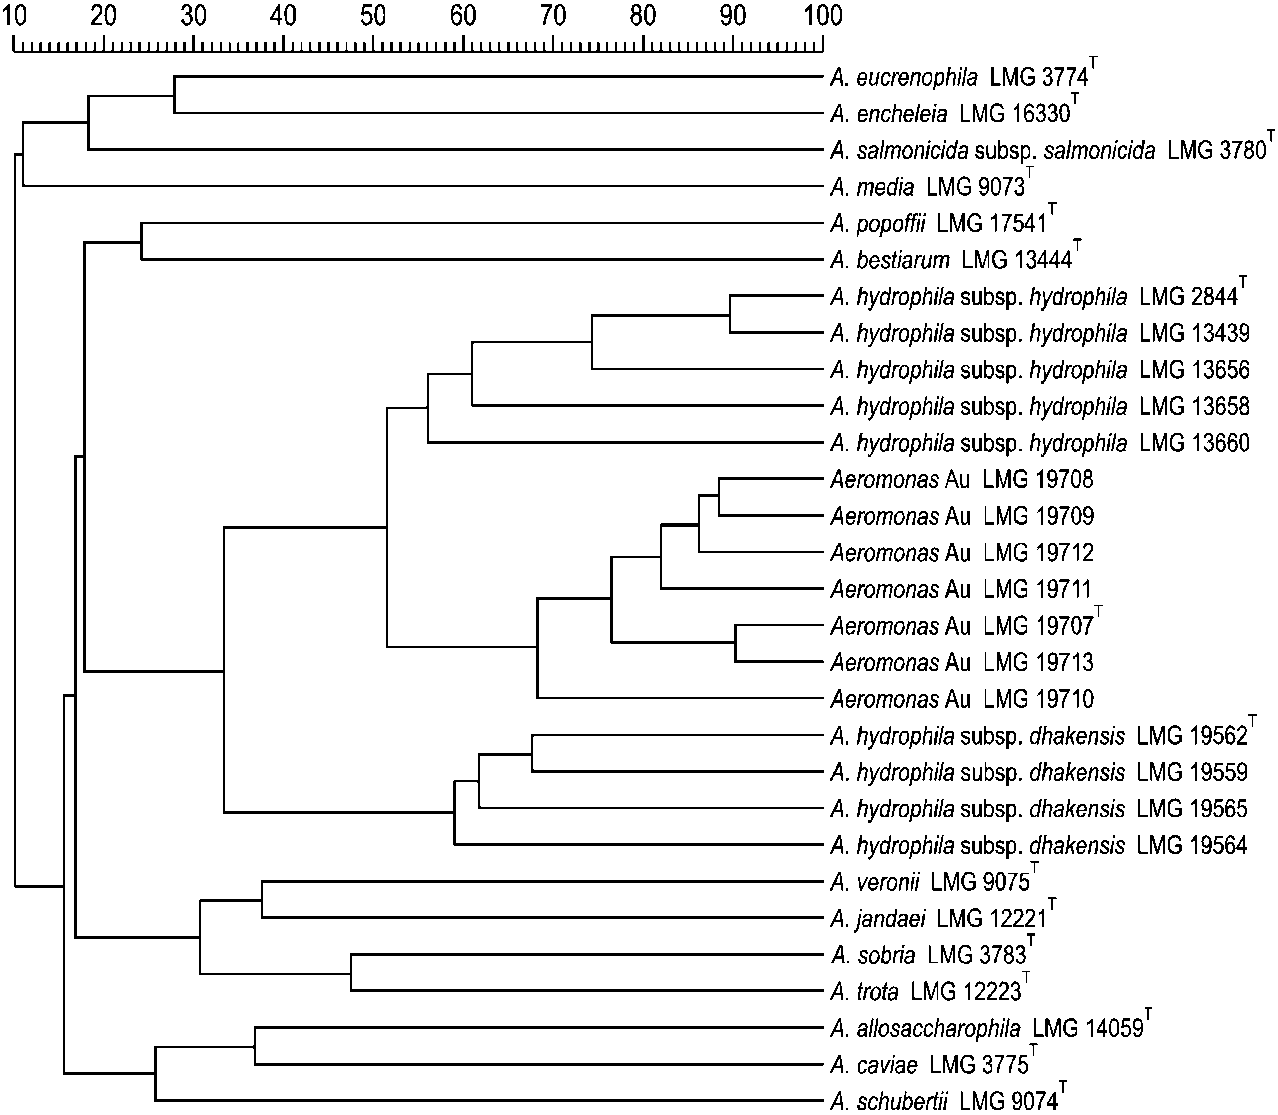 10 20 30 40 50 60 70 80 90 100
A. eucrenophila LMG 3774T
A. encheleia LMG 16330T
A. salmonicida subsp. salmonicida LMG 3780T
A. media LMG 9073T
A. popoffii LMG 17541T
A. bestiarum LMG 13444T
A. hydrophila subsp. hydrophila LMG 2844T
A. hydrophila subsp. hydrophila LMG 13439
A. hydrophila subsp. hydrophila LMG 13656
A. hydrophila subsp. hydrophila LMG 13658
A. hydrophila subsp. hydrophila LMG 13660
Aeromonas Au LMG 19708
Aeromonas Au LMG 19709
Aeromonas Au LMG 19712
Aeromonas Au LMG 19711
Aeromonas Au LMG 19707T
Aeromonas Au LMG 19713
Aeromonas Au LMG 19710
A. hydrophila subsp. dhakensis LMG 19562T
A. hydrophila subsp. dhakensis LMG 19559
A. hydrophila subsp. dhakensis LMG 19565
A. hydrophila subsp. dhakensis LMG 19564
A. veronii LMG 9075T
A. jandaei LMG 12221T
A. sobria LMG 3783T
A. trota LMG 12223T
A. allosaccharophila LMG 14059T
A. caviae LMG 3775T
A. schubertii LMG 9074T